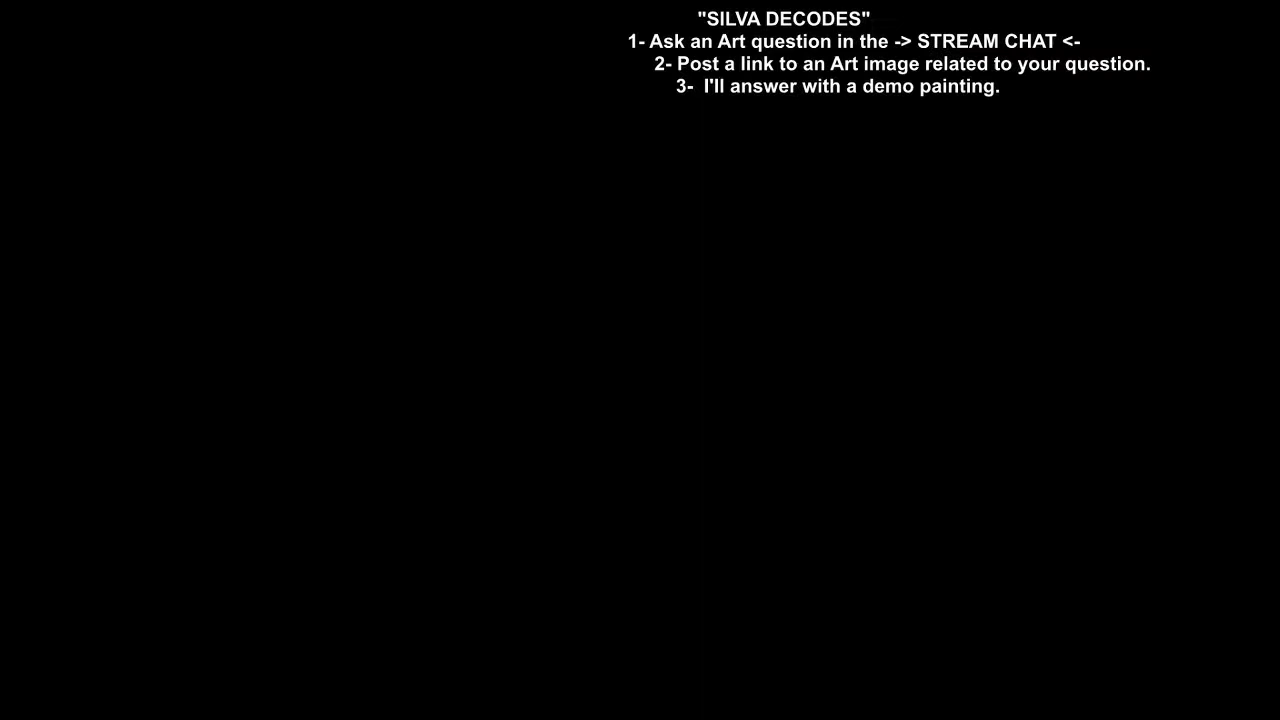 "SILVA DECODES"
1- Ask an Art question in the -> STREAM CHAT <-
2- Post a link to an Art image related to your question.
3-  I'll answer with a demo painting.